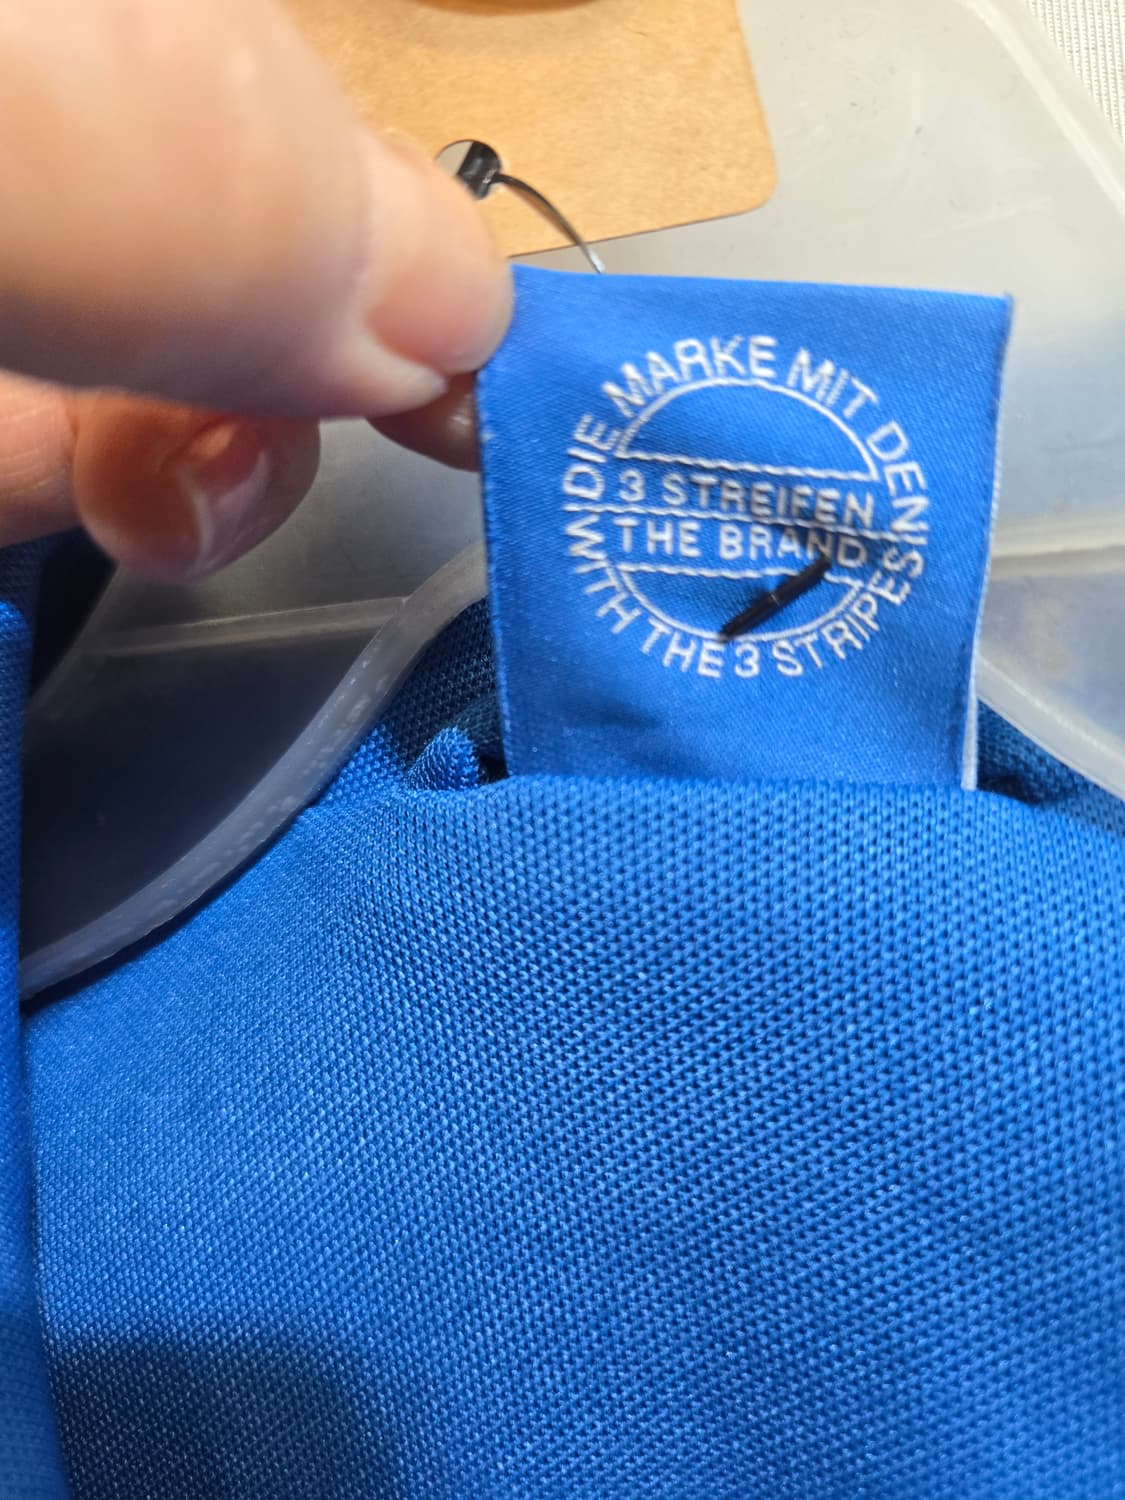 DIE MARKE MIT DEN
3 STREIFEN
THE BRAND
WITH THE 3 STRIPES